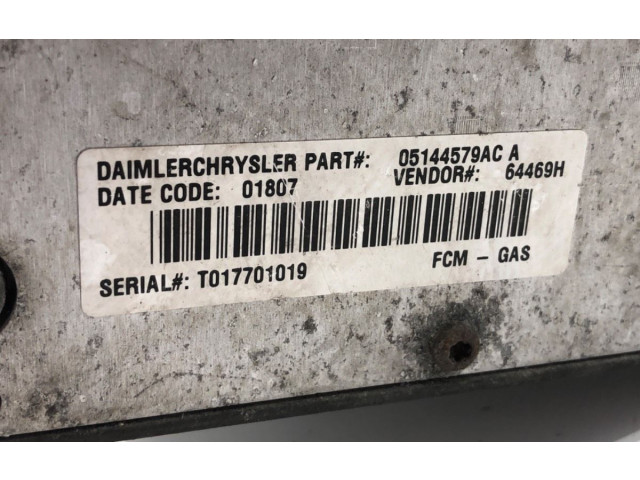 DAIMLERCHRYSLER PART#: 05144579AC A
DATE CODE: 01807 VENDOR#: 64469H
SERIAL#: T017701019 FCM - GAS